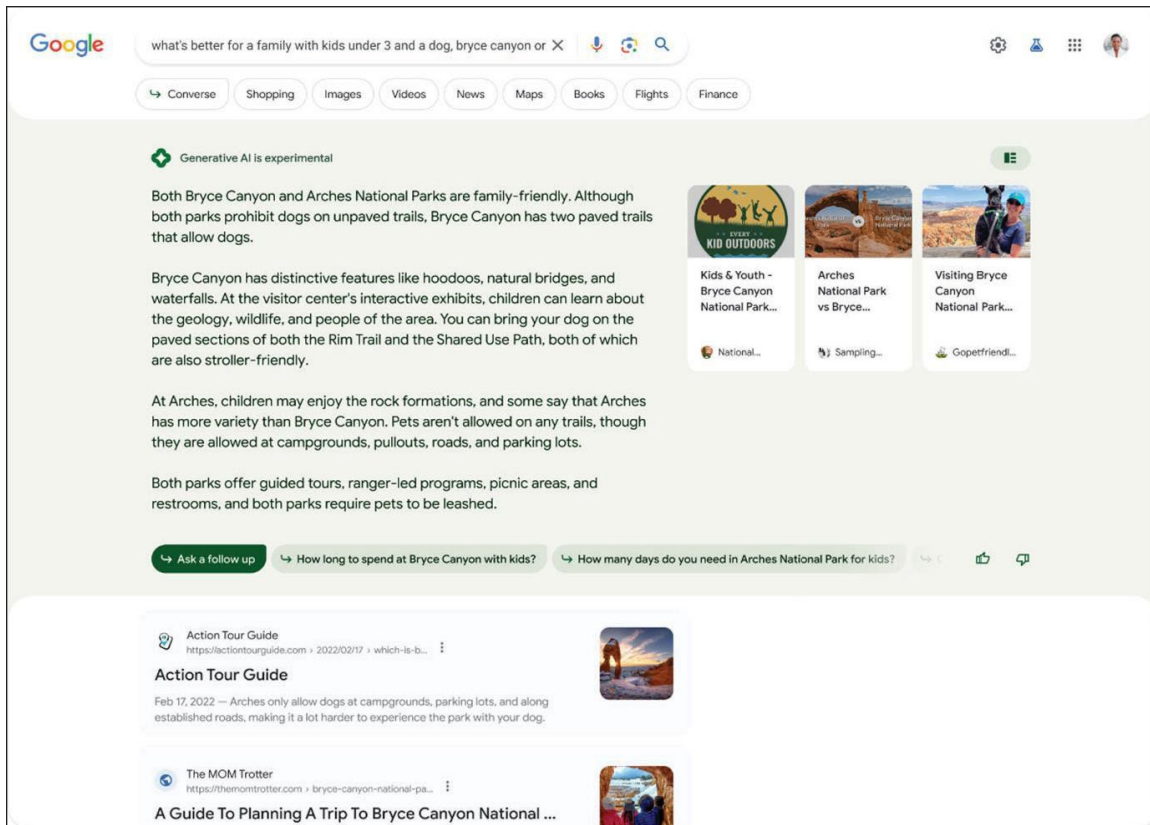 Google
what's better for a family with kids under 3 and a dog, bryce canyon or
Converse
Shopping
Images
Videos
News
Maps
Books
Flights
Finance
Generative AI is experimental
Both Bryce Canyon and Arches National Parks are family-friendly. Although
both parks prohibit dogs on unpaved trails, Bryce Canyon has two paved trails
that allow dogs.
Bryce Canyon has distinctive features like hoodoos, natural bridges, and
waterfalls. At the visitor center's interactive exhibits, children can learn about
the geology, wildlife, and people of the area. You can bring your dog on the
paved sections of both the Rim Trail and the Shared Use Path, both of which
are also stroller-friendly.
At Arches, children may enjoy the rock formations, and some say that Arches
has more variety than Bryce Canyon. Pets aren't allowed on any trails, though
they are allowed at campgrounds, pullouts, roads, and parking lots.
Both parks offer guided tours, ranger-led programs, picnic areas, and
restrooms, and both parks require pets to be leashed.
EVERY
KID OUTDOORS
Kids & Youth -
Bryce Canyon
National Park...
National...
vs
Arches
National Park
vs Bryce...
Sampling...
Visiting Bryce
Canyon
National Park...
Gopetfriendl...
Ask a follow up
How long to spend at Bryce Canyon with kids?
How many days do you need in Arches National Park for kids?
Action Tour Guide
https://actiontourguide.com › 2022/02/17 › which-is-b...
Action Tour Guide
Feb 17, 2022 — Arches only allow dogs at campgrounds, parking lots, and along
established roads, making it a lot harder to experience the park with your dog.
The MOM Trotter
https://themomtrotter.com › bryce-canyon-national-pa...
A Guide To Planning A Trip To Bryce Canyon National ...